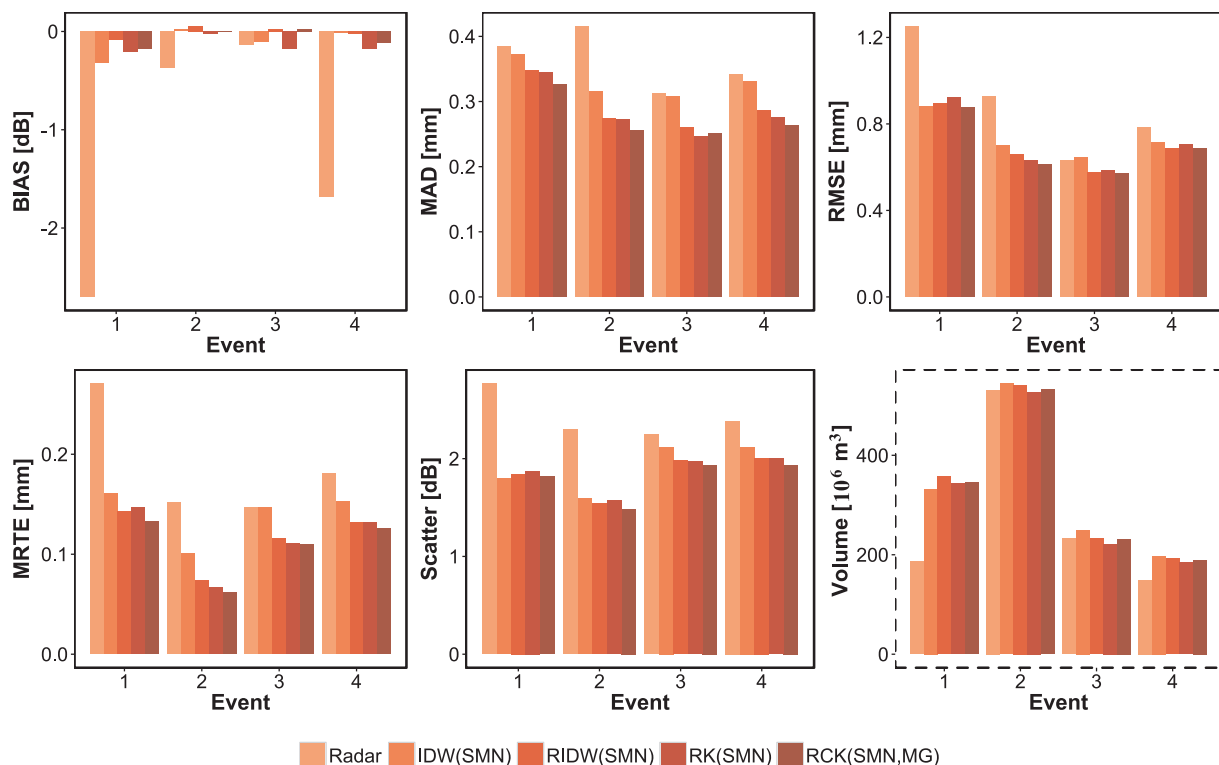 BIAS [dB]
0
-1
-2
1 2 3 4
Event
MAD [mm]
0.4
0.3
0.2
0.1
0.0
1 2 3 4
Event
RMSE [mm]
1.2
0.8
0.4
0.0
1 2 3 4
Event
MRTE [mm]
0.2
0.1
0.0
1 2 3 4
Event
Scatter [dB]
2
1
0
1 2 3 4
Event
Volume [10⁶ m³]
400
200
0
1 2 3 4
Event
Radar IDW(SMN) RIDW(SMN) RK(SMN) RCK(SMN,MG)